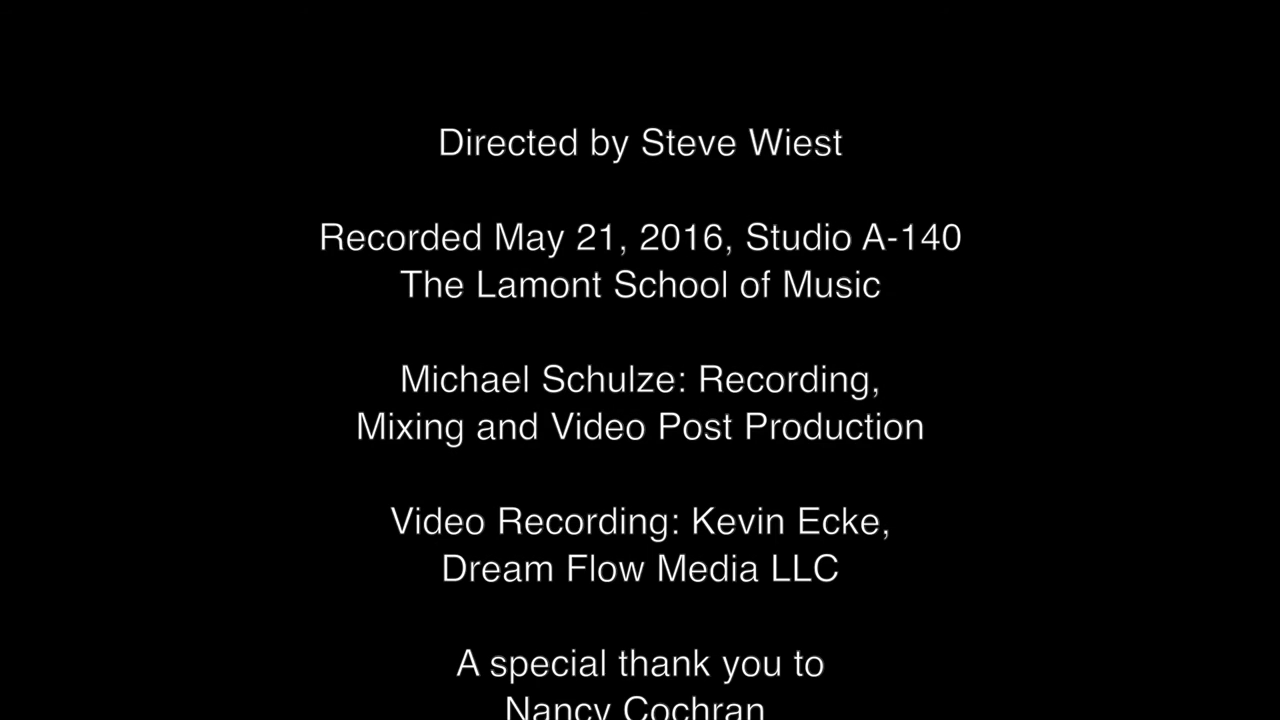 Directed by Steve Wiest
Recorded May 21, 2016, Studio A-140
The Lamont School of Music
Michael Schulze: Recording,
Mixing and Video Post Production
Video Recording: Kevin Ecke,
Dream Flow Media LLC
A special thank you to
Nancy Cochran